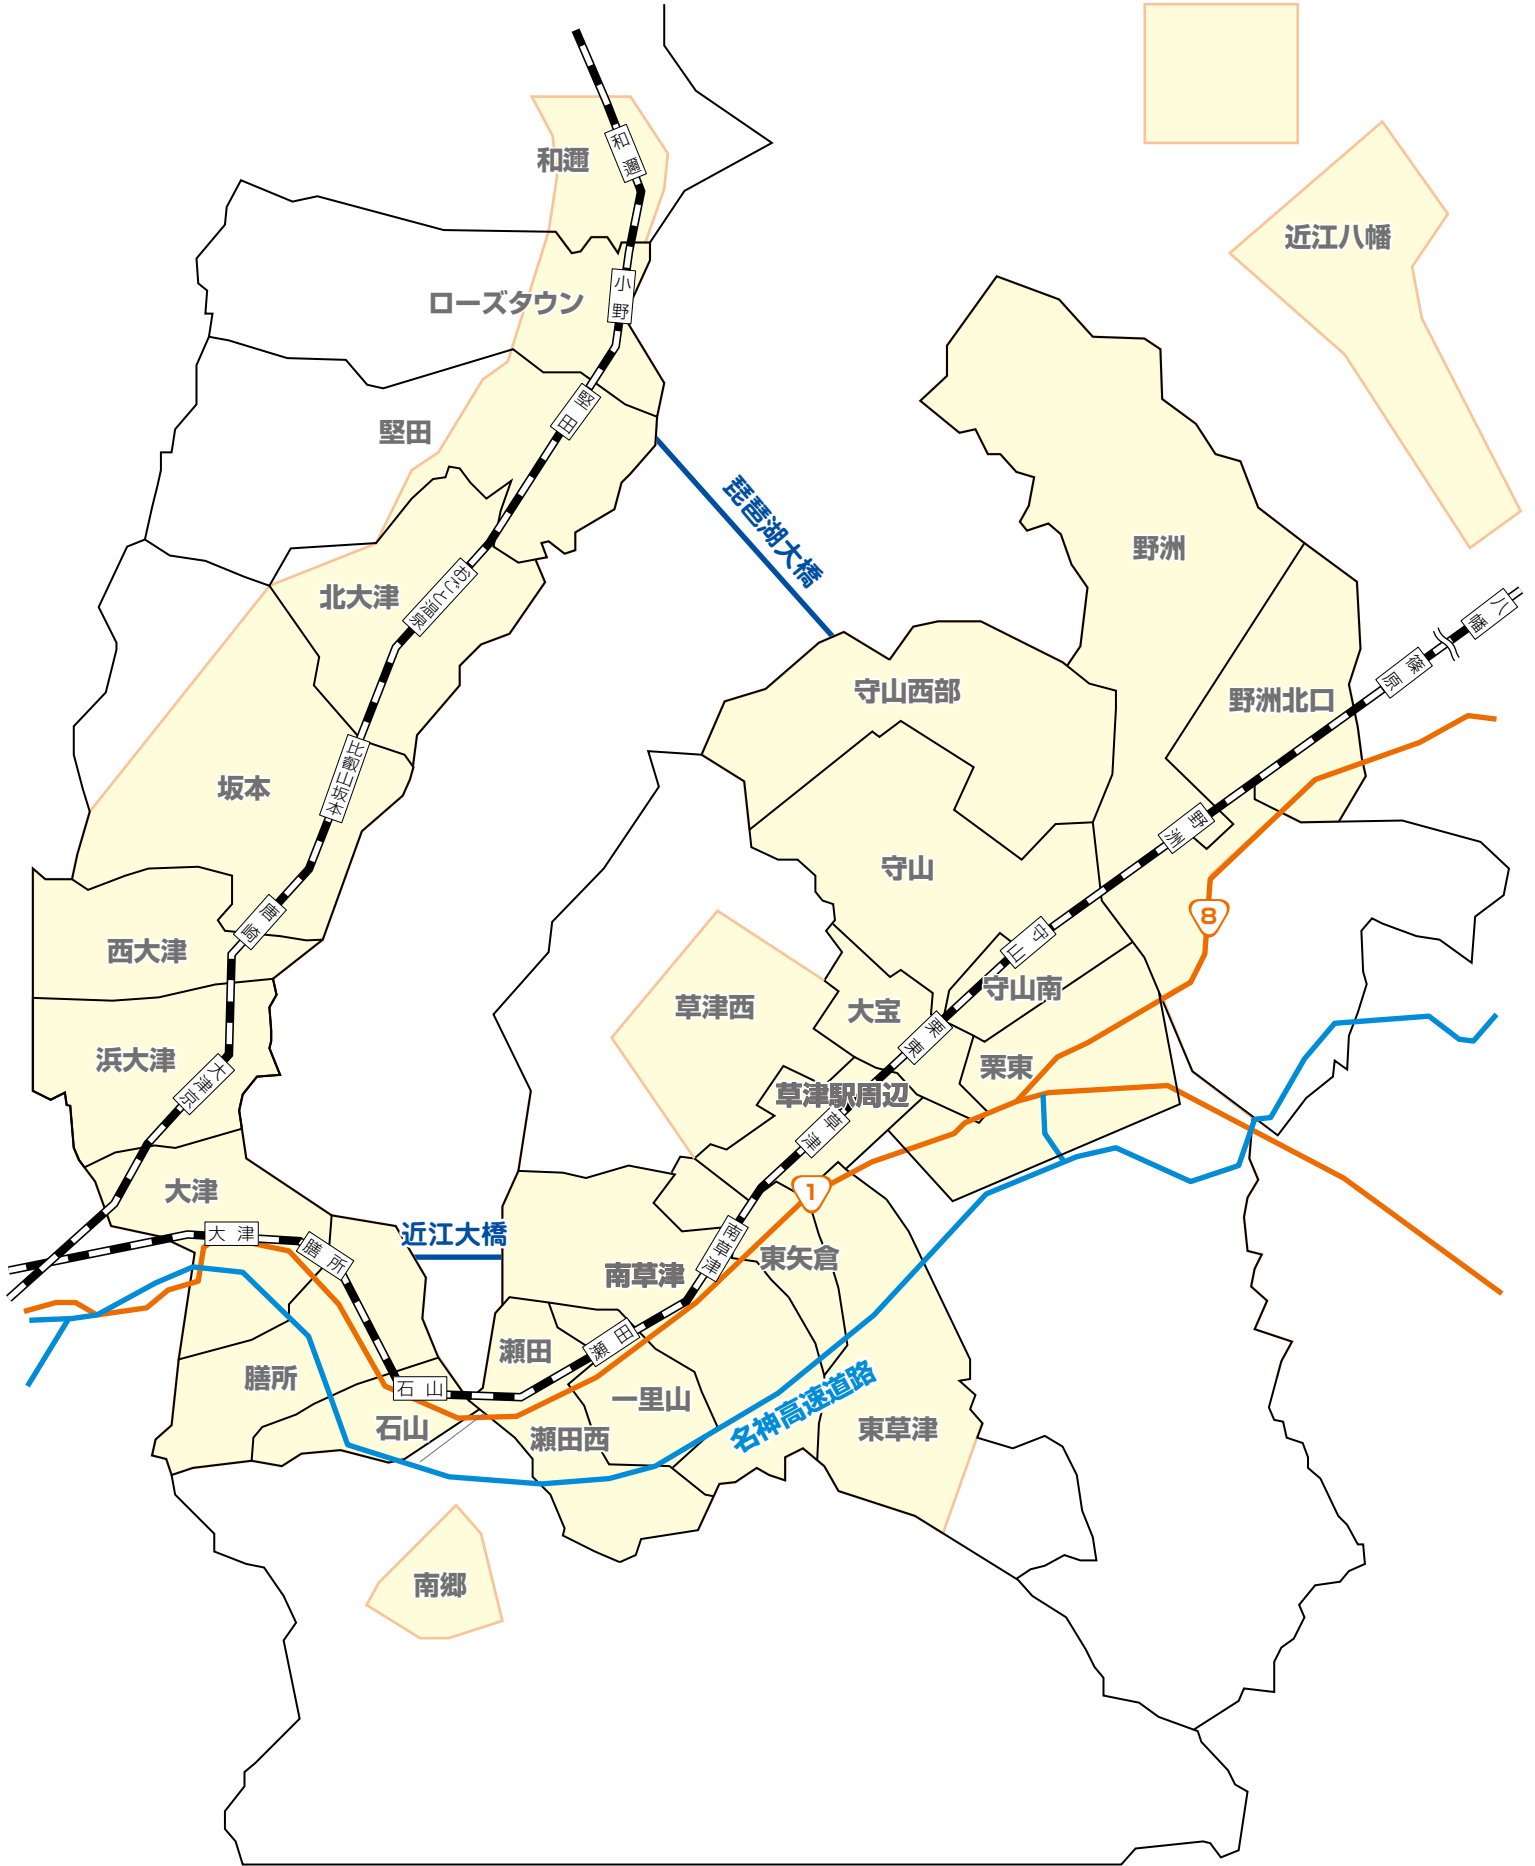 和邇
和邇
近江八幡
小野
ローズタウン
堅田
堅田
琵琶湖大橋
野洲
北大津
おごと温泉
八幡
篠原
守山西部
野洲北口
坂本
比叡山坂本
野洲
守山
唐崎
8
西大津
守山
守山南
草津西
大宝
栗東
浜大津
大津京
栗東
草津駅周辺
草津
大津
1
大津
近江大橋
膳所
南草津
東矢倉
南草津
瀬田
瀬田
膳所
石山
一里山
名神高速道路
石山
瀬田西
東草津
南郷